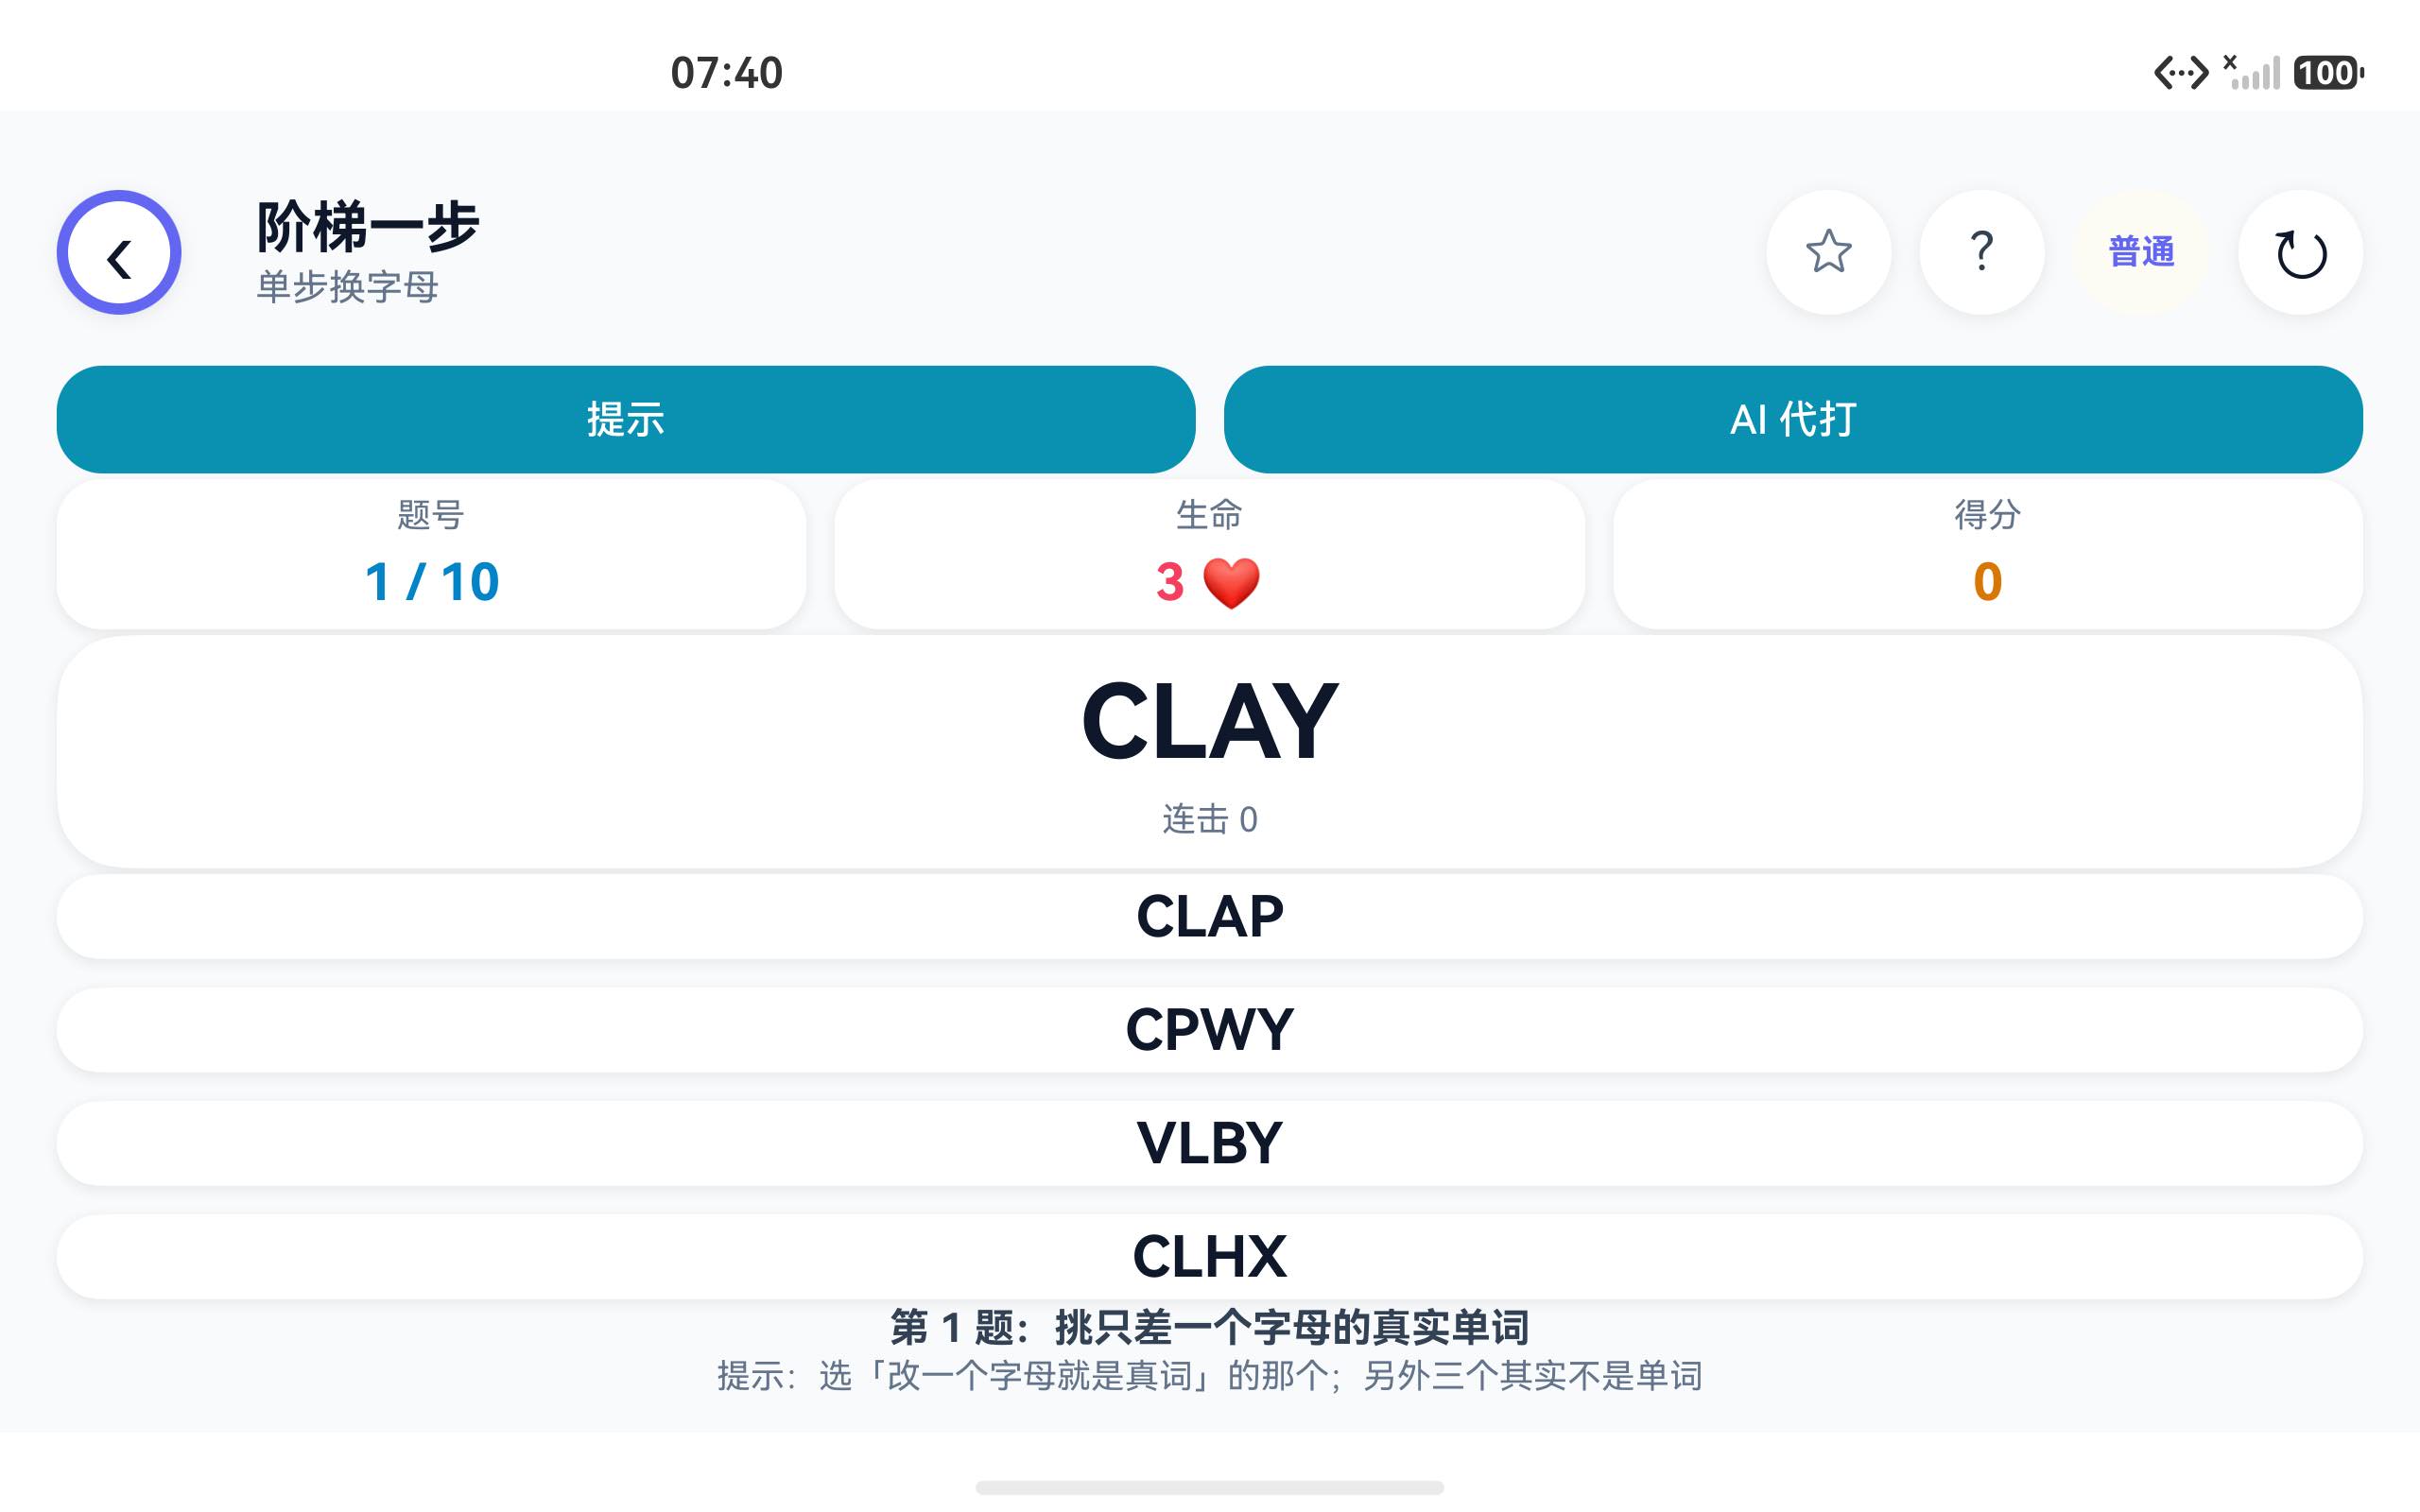 07:40
100
阶梯一步
单步换字母
?
普通
提示
AI 代打
题号
生命
得分
1 / 10
3 ❤️
0
CLAY
连击 0
CLAP
CPWY
VLBY
CLHX
第 1 题：挑只差一个字母的真实单词
提示：选「改一个字母就是真词」的那个；另外三个其实不是单词